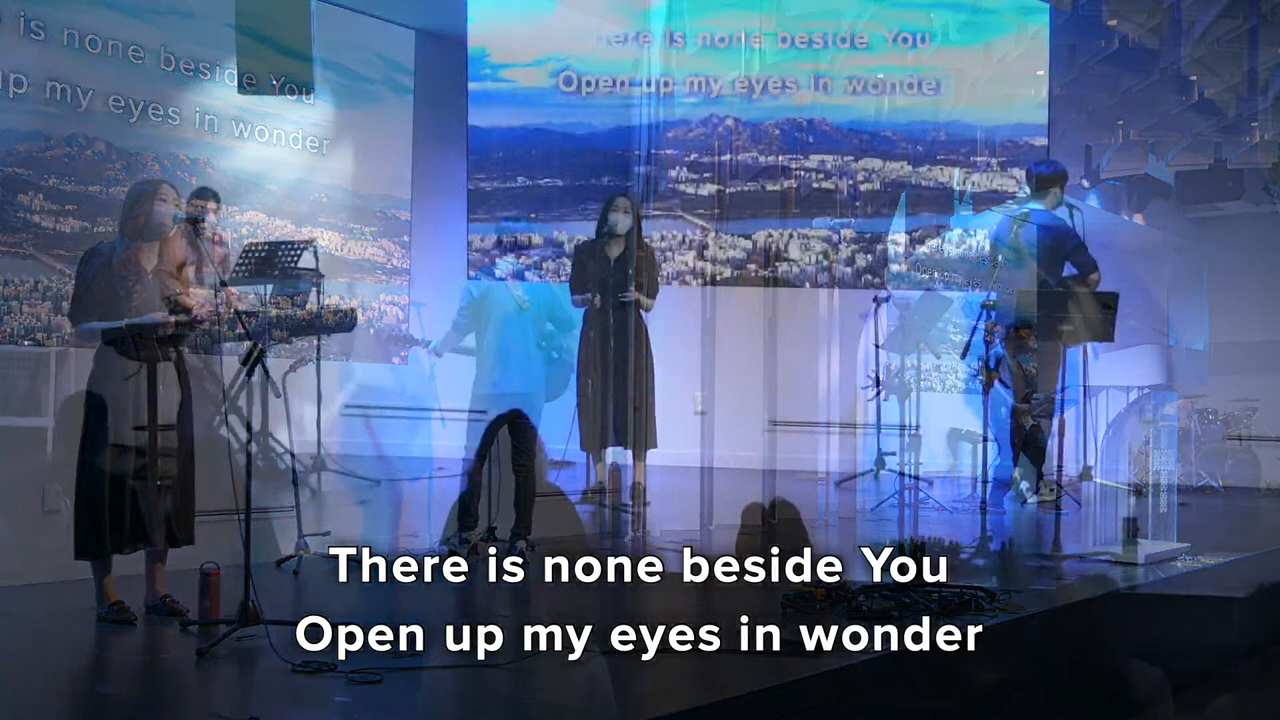 is none beside You
up my eyes in wonder
There is none beside You
Open up my eyes in wonder
There is none beside You
Open up my eyes in wonder